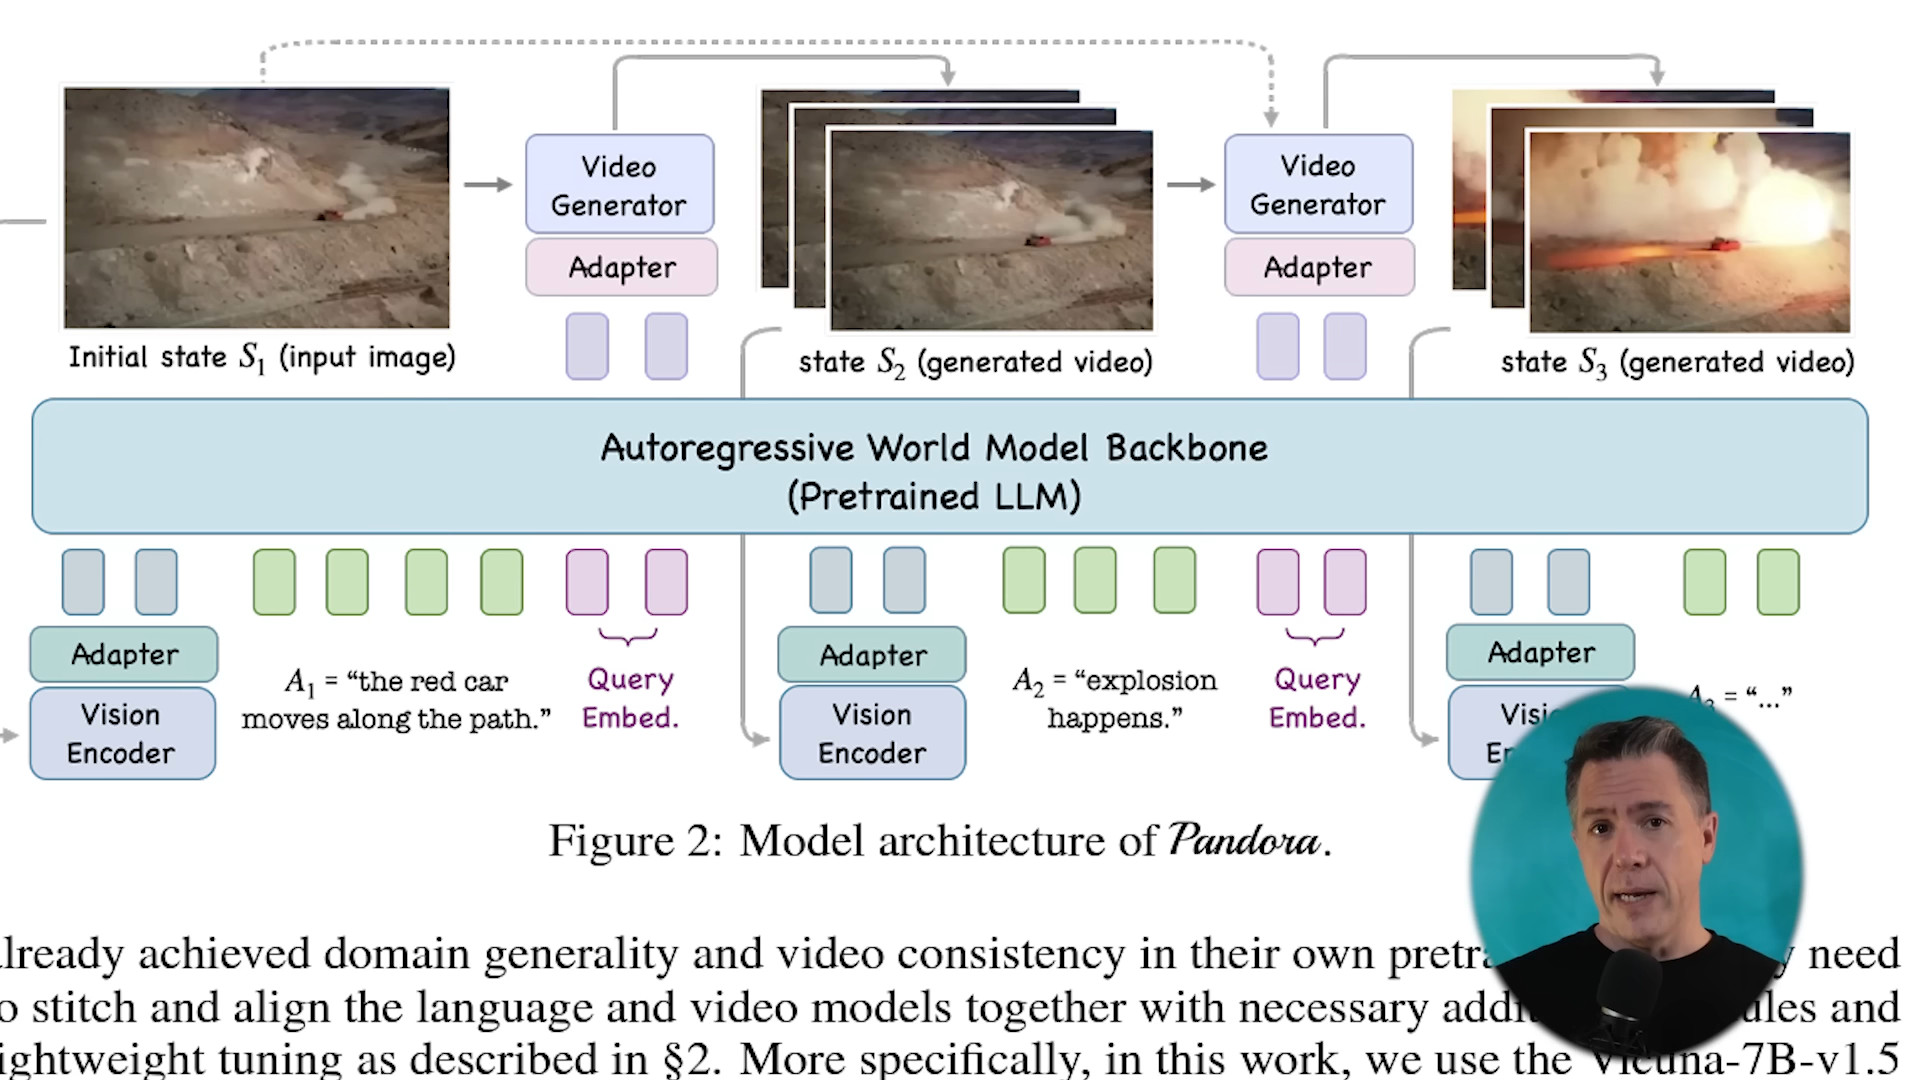 Video
Generator
Adapter
Video
Generator
Adapter
Initial state S1 (input image)
state S2 (generated video)
state S3 (generated video)
Autoregressive World Model Backbone
(Pretrained LLM)
Adapter
Vision
Encoder
A1 = “the red car
moves along the path.”
Query
Embed.
Adapter
Vision
Encoder
A2 = “explosion
happens.”
Query
Embed.
Adapter
= “...”
Figure 2: Model architecture of Pandora.
lready achieved domain generality and video consistency in their own need
o stitch and align the language and video models together with necessary and
ightweight tuning as described in §2. More specifically, in this work, we use the Vicuna-7B-v1.5